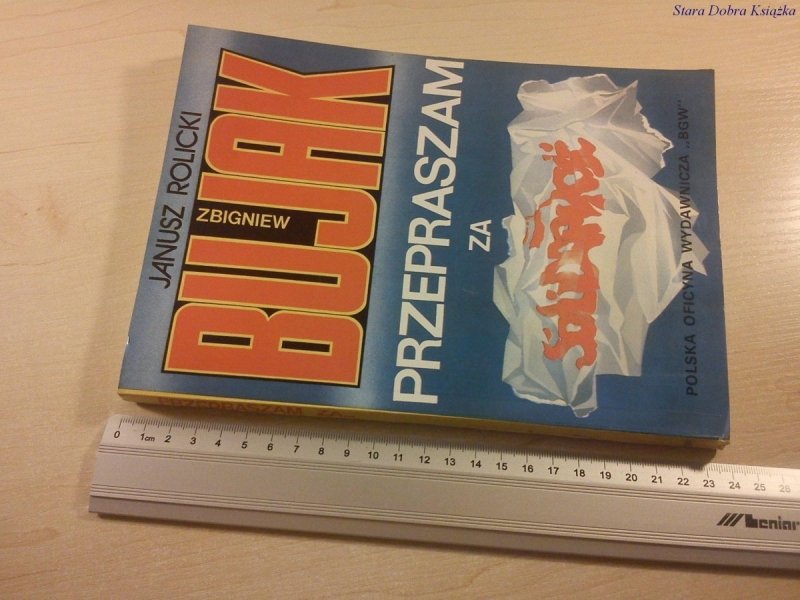 Stara Dobra Książka
JANUSZ ROLICKI
ZBIGNIEW
BUJAK
PRZEPRASZAM
ZA
Solidarność
POLSKA OFICYNA WYDAWNICZA „BGW"
PRZEPRASZAM ZA
0 1cm 2 3 4 5 6 7 8 9 10 11 12 13 14 15 16 17 18 19 20 21 22 23 24 25 26
leniar